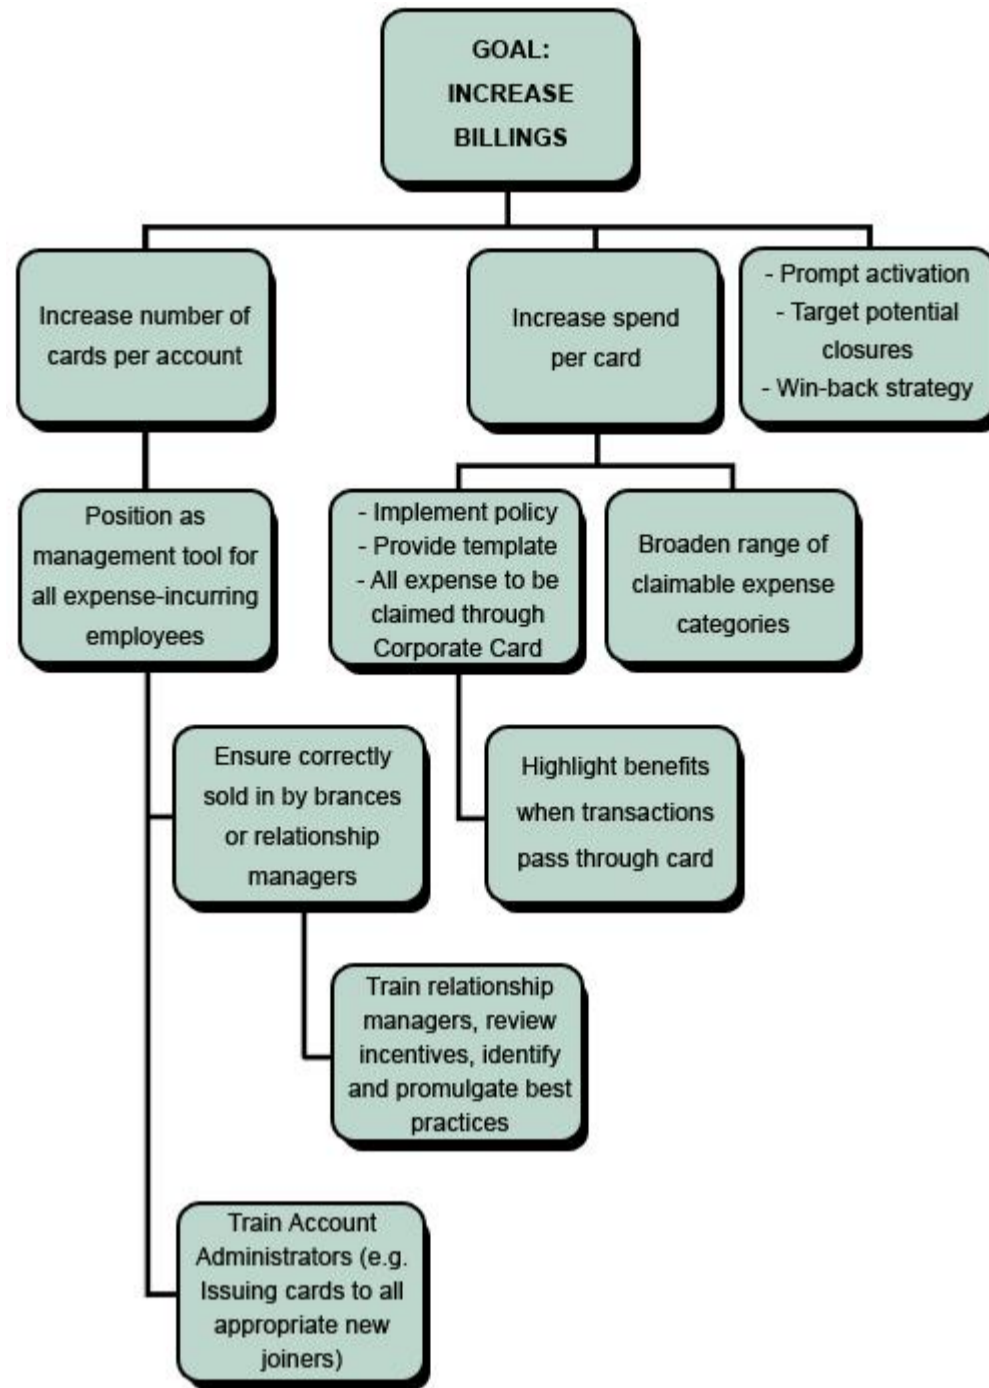 GOAL:
INCREASE
BILLINGS
Increase number of
cards per account
Increase spend
per card
- Prompt activation
- Target potential
closures
- Win-back strategy
Position as
management tool for
all expense-incurring
employees
- Implement policy
- Provide template
- All expense to be
claimed through
Corporate Card
Broaden range of
claimable expense
categories
Ensure correctly
sold in by brances
or relationship
managers
Highlight benefits
when transactions
pass through card
Train relationship
managers, review
incentives, identify
and promulgate best
practices
Train Account
Administrators (e.g.
Issuing cards to all
appropriate new
joiners)